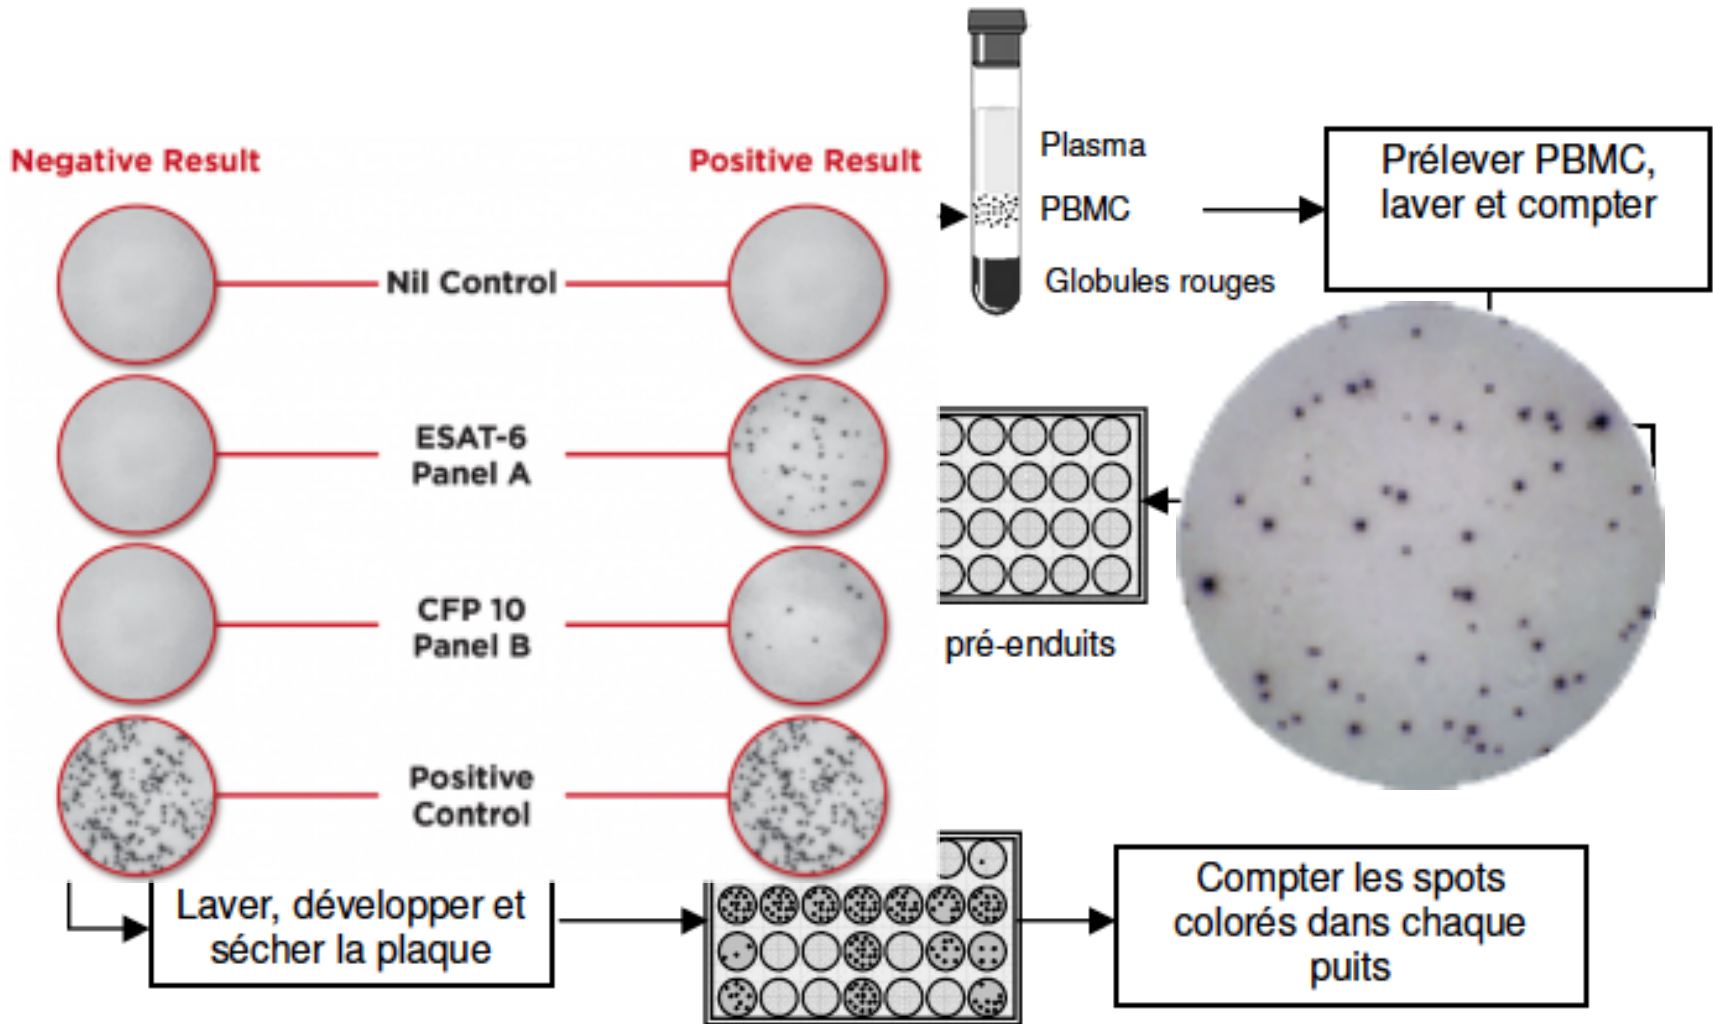 Negative Result
Positive Result
Nil Control
ESAT-6
Panel A
CFP 10
Panel B
Positive
Control
Plasma
PBMC
Globules rouges
Prélever PBMC,
laver et compter
pré-enduits
Laver, développer et
sécher la plaque
Compter les spots
colorés dans chaque
puits